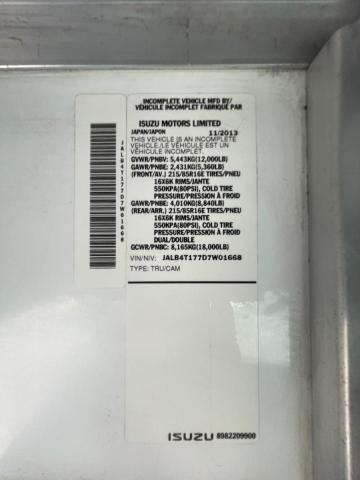 INCOMPLETE VEHICLE MFD BY/
VÉHICULE INCOMPLET FABRIQUÉ PAR
ISUZU MOTORS LIMITED
JAPAN/JAPON 11/2013
THIS VEHICLE IS AN INCOMPLETE
VEHICLE./LE VÉHICULE EST UN
VÉHICULE INCOMPLET
GVWR/PNBV: 5,443KG(12,000LB)
GAWR/PNBE: 2,431KG(5,360LB)
(FRONT/AV.) 215/85R16E TIRES/PNEU
16X6K RIMS/JANTE
550KPA(80PSI), COLD TIRE
PRESSURE/PRESSION À FROID
GAWR/PNBE: 4,010KG(8,840LB)
(REAR/ARR.) 215/85R16E TIRES/PNEU
16X6K RIMS/JANTE
550KPA(80PSI), COLD TIRE
PRESSURE/PRESSION À FROID
DUAL/DOUBLE
GCWR/PNBC: 8,165KG(18,000LB)
VIN/NIV: JALB4T177D7W01668
TYPE: TRU/CAM
ISUZU 8982209900
JALB4T177D7W01668